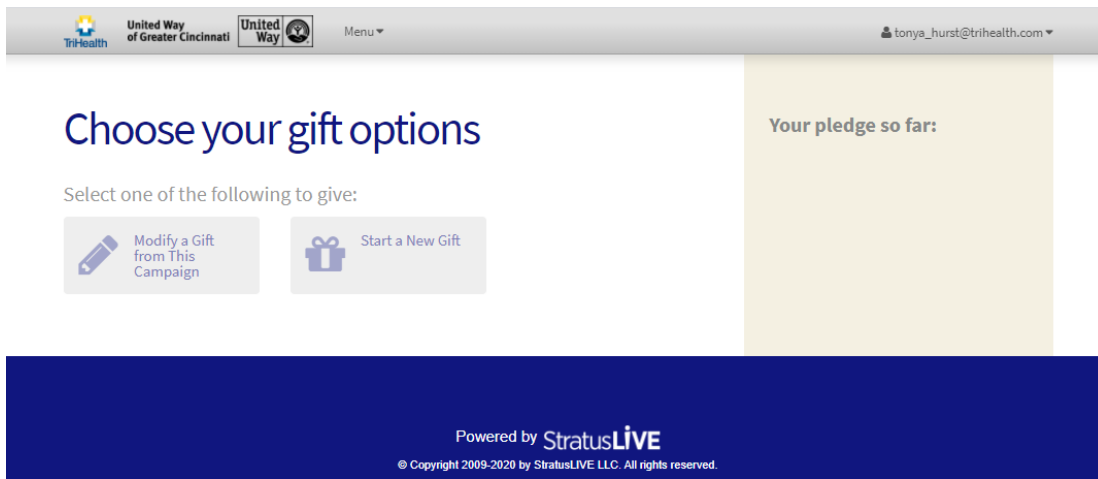 TriHealth
United Way
of Greater Cincinnati
United
Way
Menu
tonya_hurst@trihealth.com
Choose your gift options
Your pledge so far:
Select one of the following to give:
Modify a Gift
from This
Campaign
Start a New Gift
Powered by StratusLIVE
© Copyright 2009-2020 by StratusLIVE LLC. All rights reserved.